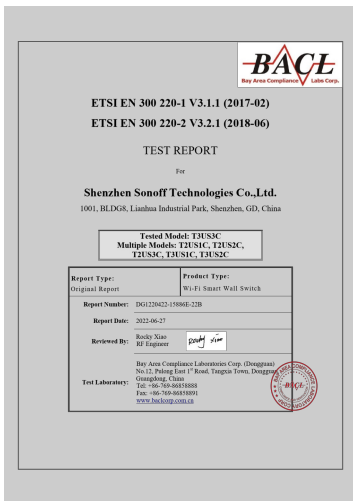 BACL
Bay Area Compliance Labs Corp.
ETSI EN 300 220-1 V3.1.1 (2017-02)
ETSI EN 300 220-2 V3.2.1 (2018-06)
TEST REPORT
For
Shenzhen Sonoff Technologies Co.,Ltd.
1001, BLDG8, Lianhua Industrial Park, Shenzhen, GD, China
Tested Model: T3US3C
Multiple Models: T2US1C, T2US2C,
T2US3C, T3US1C, T3US2C
Report Type:
Original Report
Product Type:
Wi-Fi Smart Wall Switch
Report Number: DG1220422-15886E-22B
Report Date: 2022-06-27
Reviewed By:
Rocky Xiao
RF Engineer
Rocky Xiao
Test Laboratory:
Bay Area Compliance Laboratories Corp. (Dongguan)
No.12, Pulong East 1st Road, Tangxia Town, Dongguan,
Guangdong, China
Tel: +86-769-86858888
Fax: +86-769-86858891
www.baclcorp.com.cn
BACL